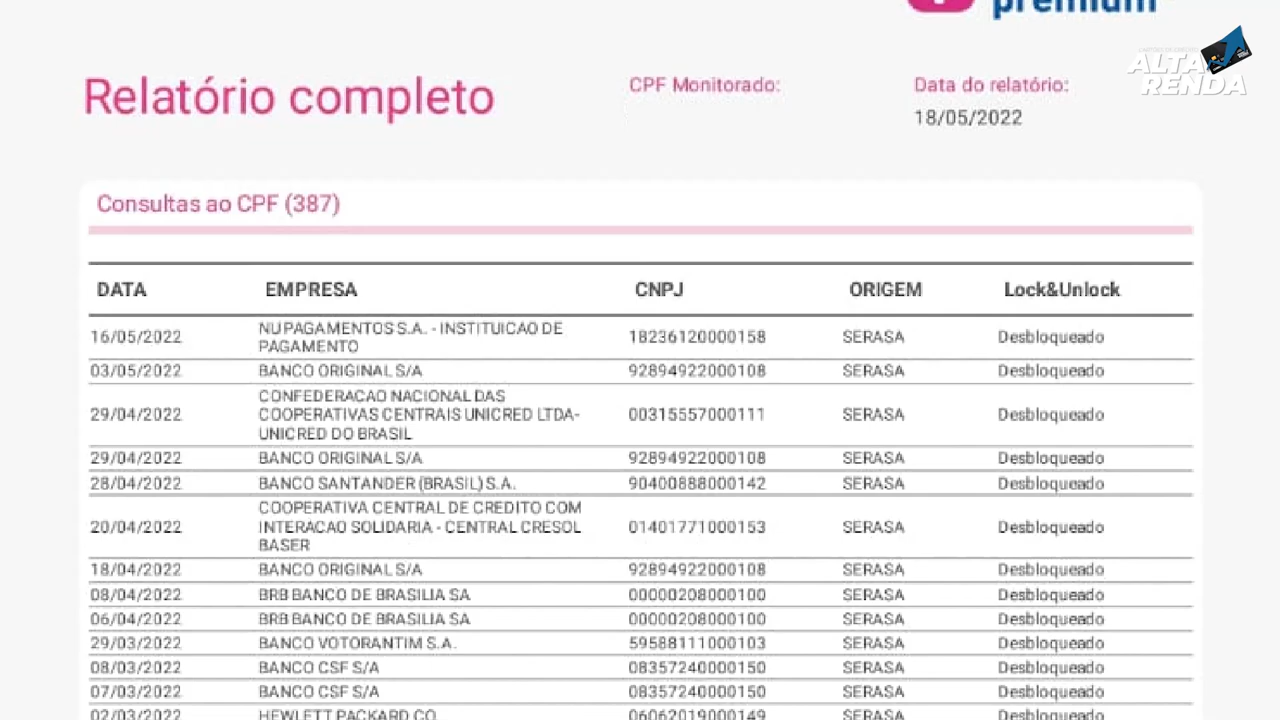 premium
ALTA
RENDA
Relatório completo
CPF Monitorado:
Data do relatório:
18/05/2022
Consultas ao CPF (387)
DATA EMPRESA CNPJ ORIGEM Lock&Unlock
16/05/2022 NU PAGAMENTOS S.A. - INSTITUICAO DE
PAGAMENTO 18236120000158 SERASA Desbloqueado
03/05/2022 BANCO ORIGINAL S/A 92894922000108 SERASA Desbloqueado
29/04/2022 CONFEDERACAO NACIONAL DAS
COOPERATIVAS CENTRAIS UNICRED LTDA-
UNICRED DO BRASIL 00315557000111 SERASA Desbloqueado
29/04/2022 BANCO ORIGINAL S/A 92894922000108 SERASA Desbloqueado
28/04/2022 BANCO SANTANDER (BRASIL) S.A. 90400888000142 SERASA Desbloqueado
20/04/2022 COOPERATIVA CENTRAL DE CREDITO COM
INTERACAO SOLIDARIA - CENTRAL CRESOL
BASER 01401771000153 SERASA Desbloqueado
18/04/2022 BANCO ORIGINAL S/A 92894922000108 SERASA Desbloqueado
08/04/2022 BRB BANCO DE BRASILIA SA 00000208000100 SERASA Desbloqueado
06/04/2022 BRB BANCO DE BRASILIA SA 00000208000100 SERASA Desbloqueado
29/03/2022 BANCO VOTORANTIM S.A. 59588111000103 SERASA Desbloqueado
08/03/2022 BANCO CSF S/A 08357240000150 SERASA Desbloqueado
07/03/2022 BANCO CSF S/A 08357240000150 SERASA Desbloqueado
02/03/2022 HEWLETT PACKARD CO 06062019000149 SERASA Desbloqueado